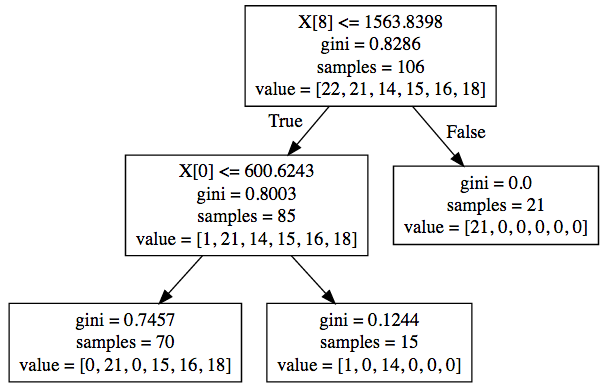 X[8] <= 1563.8398
gini = 0.8286
samples = 106
value = [22, 21, 14, 15, 16, 18]
True
False
X[0] <= 600.6243
gini = 0.8003
samples = 85
value = [1, 21, 14, 15, 16, 18]
gini = 0.0
samples = 21
value = [21, 0, 0, 0, 0, 0]
gini = 0.7457
samples = 70
value = [0, 21, 0, 15, 16, 18]
gini = 0.1244
samples = 15
value = [1, 0, 14, 0, 0, 0]